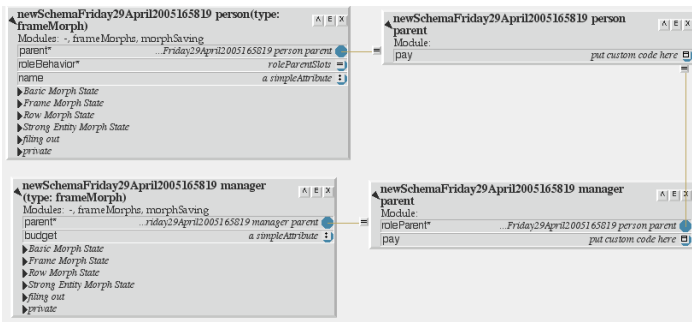 newSchemaFriday29April2005165819 person(type:
frameMorph)
Modules: -, frameMorphs, morphSaving
parent* ...Friday29April2005165819 person parent
roleBehavior* roleParentSlots =
name a simpleAttribute :
Basic Morph State
Frame Morph State
Row Morph State
Strong Entity Morph State
filing out
private
Λ E X
=
newSchemaFriday29April2005165819 person
parent
Λ E X
Module:
pay put custom code here
=
newSchemaFriday29April2005165819 manager
(type: frameMorph)
Λ E X
Modules: -, frameMorphs, morphSaving
parent* ...riday29April2005165819 manager parent
budget a simpleAttribute :
Basic Morph State
Frame Morph State
Row Morph State
Strong Entity Morph State
filing out
private
=
newSchemaFriday29April2005165819 manager
parent
Λ E X
Module:
roleParent* ...Friday29April2005165819 person parent
pay put custom code here